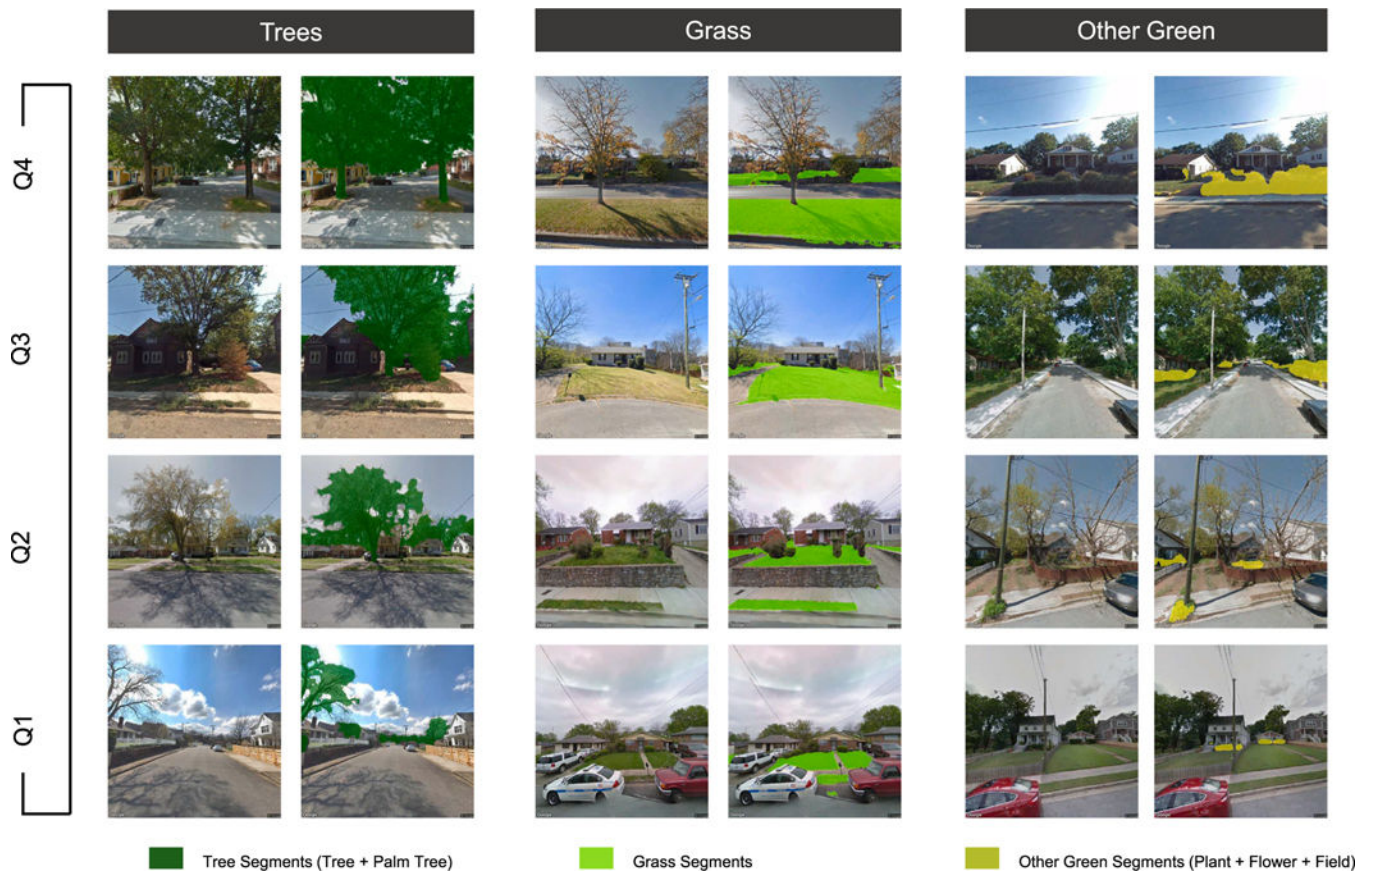 Trees
Grass
Other Green
Q4
Q3
Q2
Q1
Tree Segments (Tree + Palm Tree)
Grass Segments
Other Green Segments (Plant + Flower + Field)